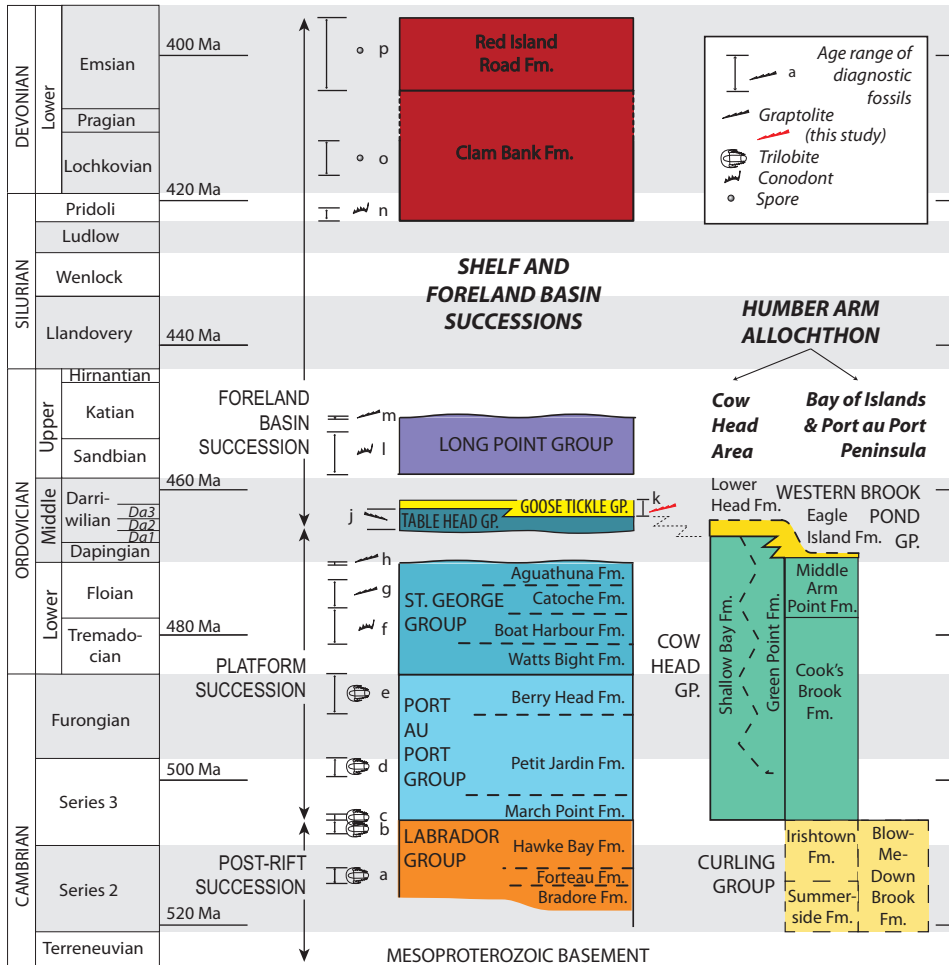 DEVONIAN
Lower
Emsian
Pragian
Lochkovian
SILURIAN
Pridoli
Ludlow
Wenlock
Llandovery
ORDOVICIAN
Upper
Hirnantian
Katian
Sandbian
Middle
Darri-
wilian
Da3
Da2
Da1
Dapingian
Lower
Floian
Tremado-
cian
CAMBRIAN
Furongian
Series 3
Series 2
Terreneuvian
400 Ma
420 Ma
440 Ma
460 Ma
480 Ma
500 Ma
520 Ma
FORELAND
BASIN
SUCCESSION
PLATFORM
SUCCESSION
POST-RIFT
SUCCESSION
p
o
n
m
l
k
j
h
g
f
e
d
c
b
a
Red Island
Road Fm.
Clam Bank Fm.
SHELF AND
FORELAND BASIN
SUCCESSIONS
LONG POINT GROUP
GOOSE TICKLE GP.
TABLE HEAD GP.
ST. GEORGE
GROUP
Aguathuna Fm.
Catoche Fm.
Boat Harbour Fm.
Watts Bight Fm.
PORT
AU
PORT
GROUP
Berry Head Fm.
Petit Jardin Fm.
March Point Fm.
LABRADOR
GROUP
Hawke Bay Fm.
Forteau Fm.
Bradore Fm.
MESOPROTEROZOIC BASEMENT
Age range of
diagnostic
fossils
a
Graptolite
(this study)
Trilobite
Conodont
Spore
HUMBER ARM
ALLOCHTHON
Cow
Head
Area
Bay of Islands
& Port au Port
Peninsula
Lower
Head Fm.
WESTERN BROOK
POND
GP.
Eagle
Island Fm.
COW
HEAD
GP.
Shallow Bay Fm.
Green Point Fm.
Middle
Arm
Point Fm.
Cook's
Brook
Fm.
CURLING
GROUP
Irishtown
Fm.
Summer-
side Fm.
Blow-
Me-
Down
Brook
Fm.